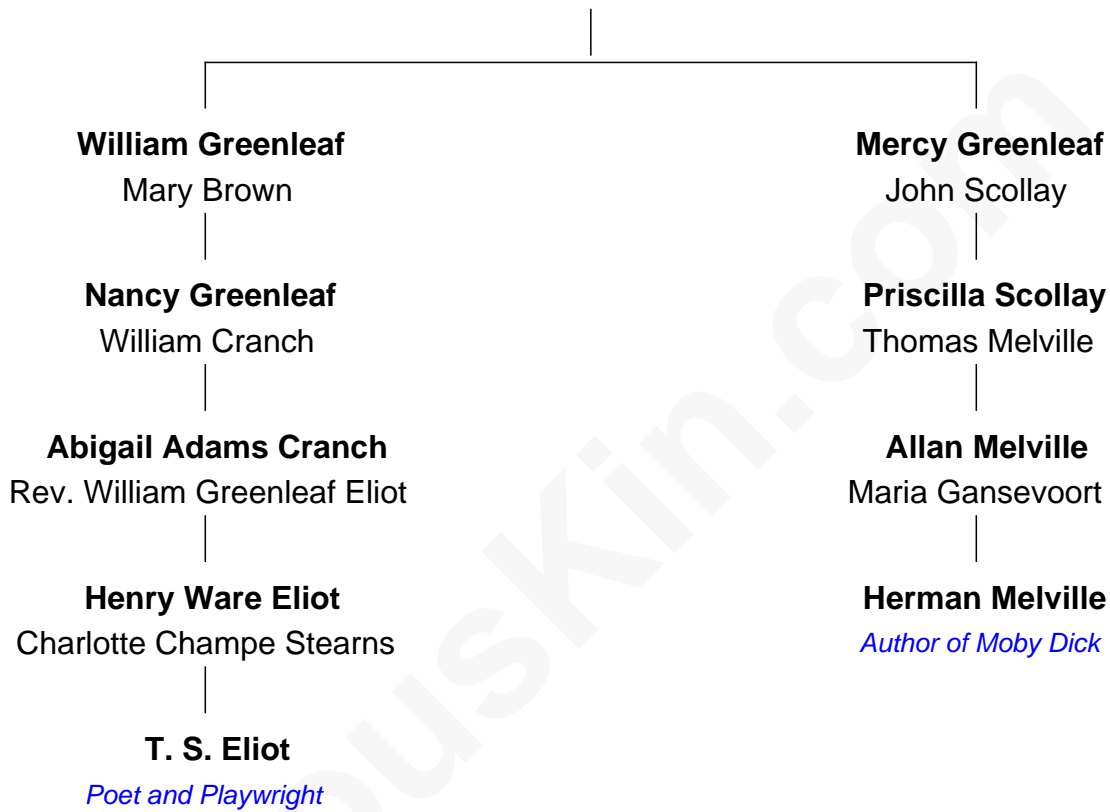 William Greenleaf
Mary Brown
Mercy Greenleaf
John Scollay
Nancy Greenleaf
William Cranch
Priscilla Scollay
Thomas Melville
Abigail Adams Cranch
Rev. William Greenleaf Eliot
Allan Melville
Maria Gansevoort
Henry Ware Eliot
Charlotte Champe Stearns
Herman Melville
Author of Moby Dick
T. S. Eliot
Poet and Playwright
ouskin.com